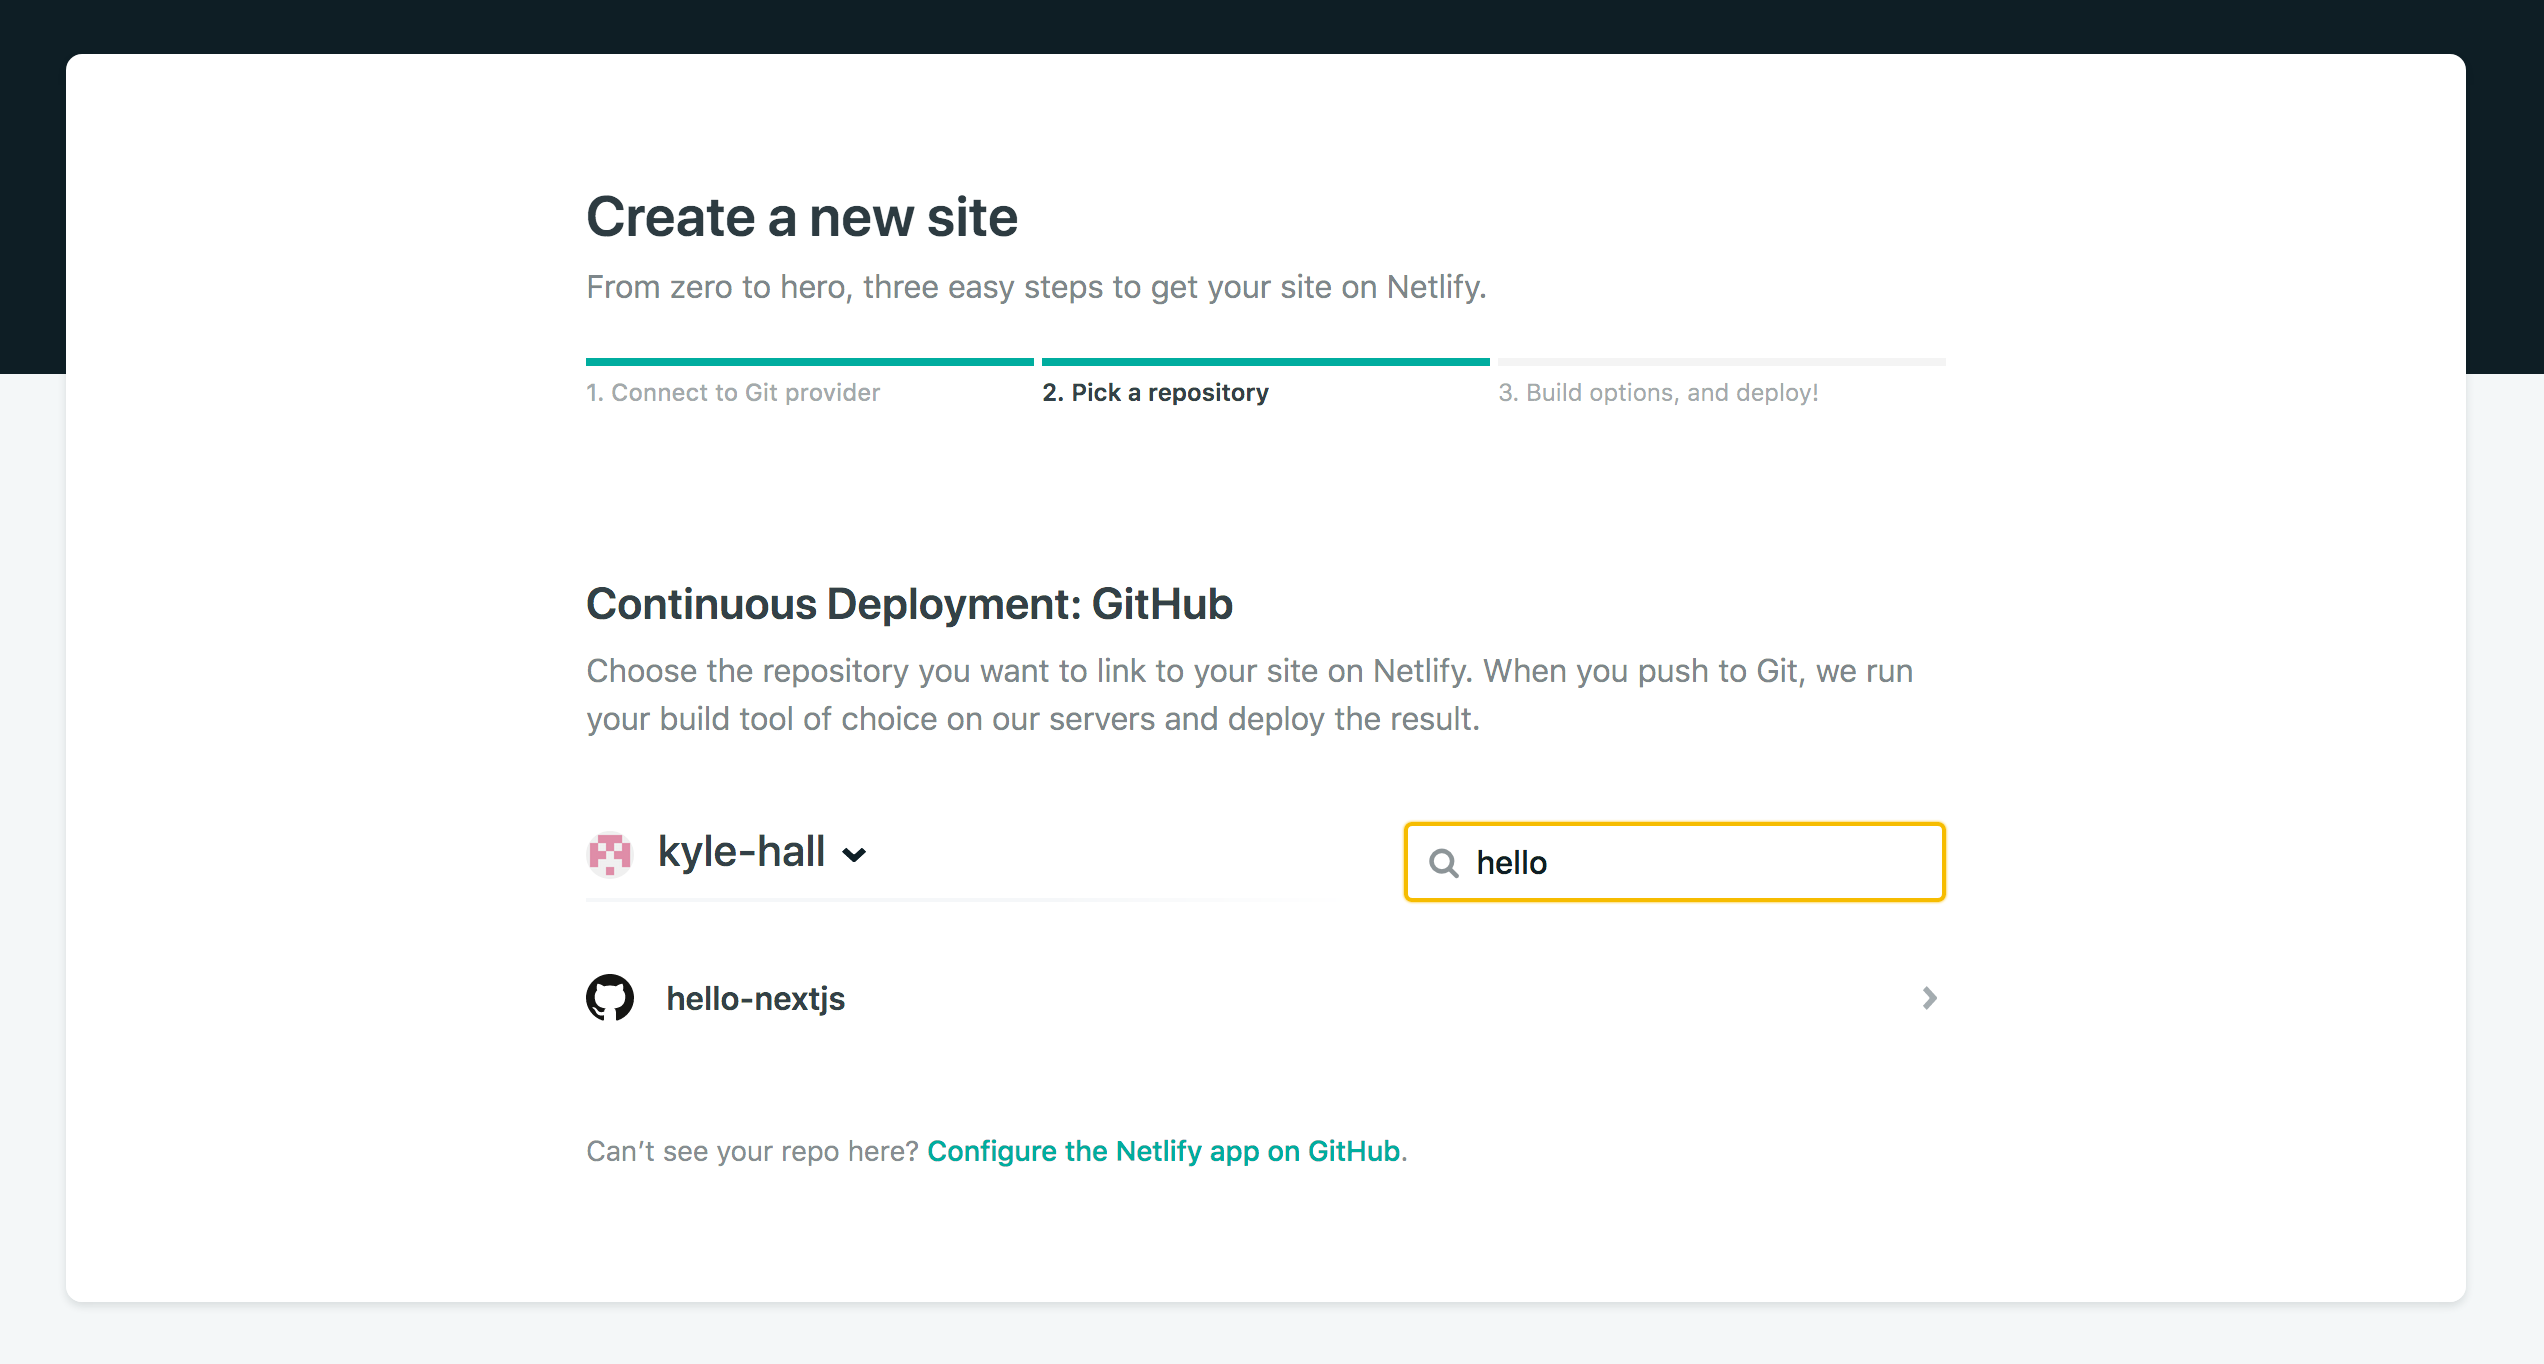 Create a new site
From zero to hero, three easy steps to get your site on Netlify.
1. Connect to Git provider
2. Pick a repository
3. Build options, and deploy!
Continuous Deployment: GitHub
Choose the repository you want to link to your site on Netlify. When you push to Git, we run
your build tool of choice on our servers and deploy the result.
kyle-hall
hello
hello-nextjs
Can’t see your repo here? Configure the Netlify app on GitHub.